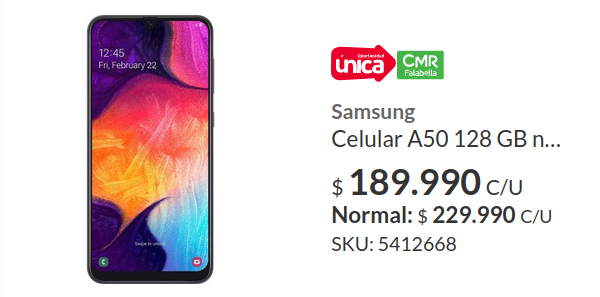 12:45
Fri, February 22
Swipe to unlock
Oportunidad
única
CMR
Falabella
Samsung
Celular A50 128 GB n...
$ 189.990 C/U
Normal: $ 229.990 C/U
SKU: 5412668